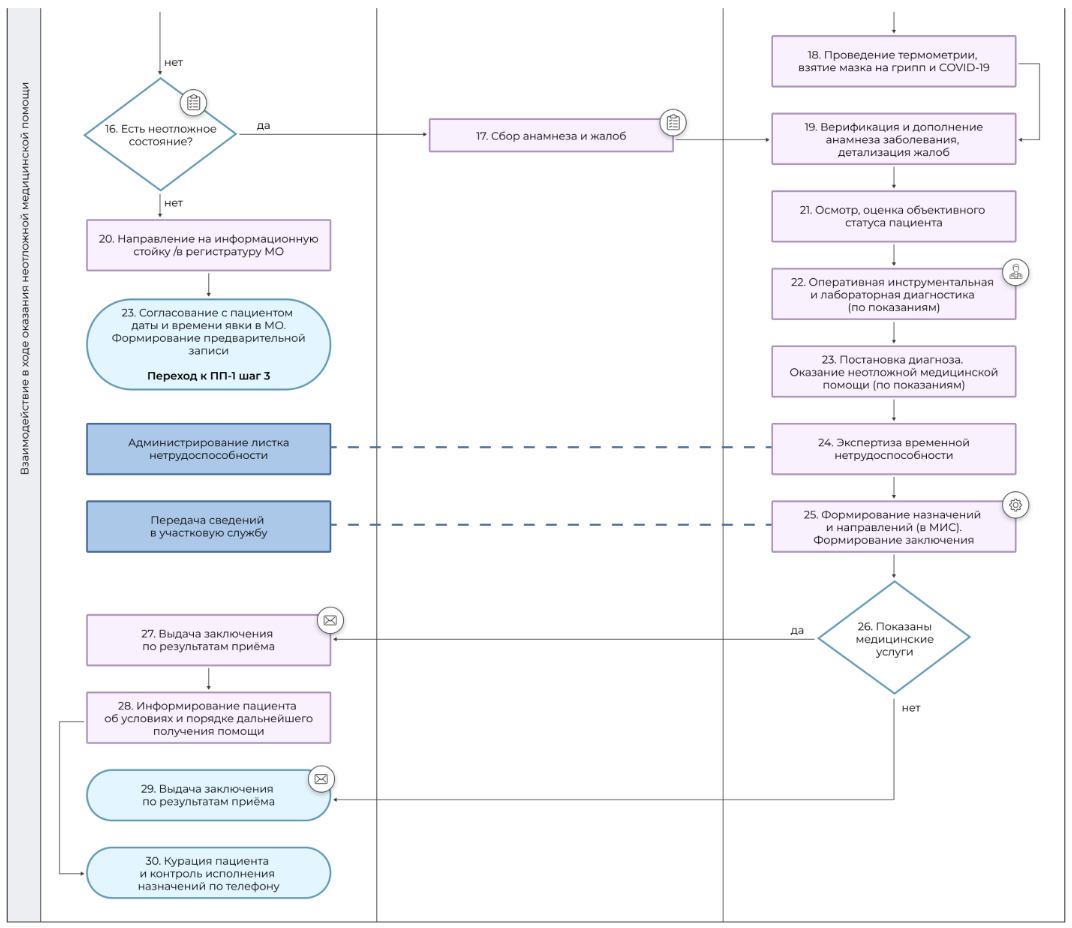 Взаимодействие в ходе оказания неотложной медицинской помощи
нет
16. Есть неотложное
состояние?
да
17. Сбор анамнеза и жалоб
18. Проведение термометрии,
взятие мазка на грипп и COVID-19
19. Верификация и дополнение
анамнеза заболевания,
детализация жалоб
нет
20. Направление на информационную
стойку /в регистратуру МО
21. Осмотр, оценка объективного
статуса пациента
22. Оперативная инструментальная
и лабораторная диагностика
(по показаниям)
23. Согласование с пациентом
даты и времени явки в МО.
Формирование предварительной
записи
Переход к ПП-1 шаг 3
23. Постановка диагноза.
Оказание неотложной медицинской
помощи (по показаниям)
Администрирование листка
нетрудоспособности
24. Экспертиза временной
нетрудоспособности
Передача сведений
в участковую службу
25. Формирование назначений
и направлений (в МИС).
Формирование заключения
26. Показаны
медицинские
услуги
да
нет
27. Выдача заключения
по результатам приёма
28. Информирование пациента
об условиях и порядке дальнейшего
получения помощи
29. Выдача заключения
по результатам приёма
30. Курация пациента
и контроль исполнения
назначений по телефону